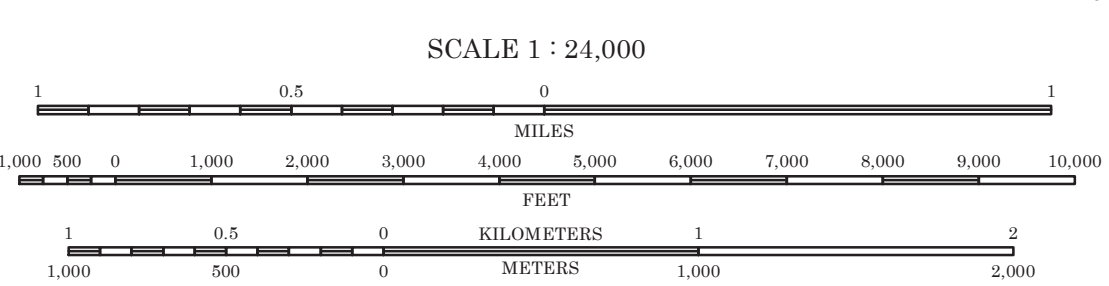 SCALE 1 : 24,000
1 0.5 0 1
MILES
1,000 500 0 1,000 2,000 3,000 4,000 5,000 6,000 7,000 8,000 9,000 10,000
FEET
1 0.5 0 KILOMETERS 1 2
1,000 500 0 METERS 1,000 2,000